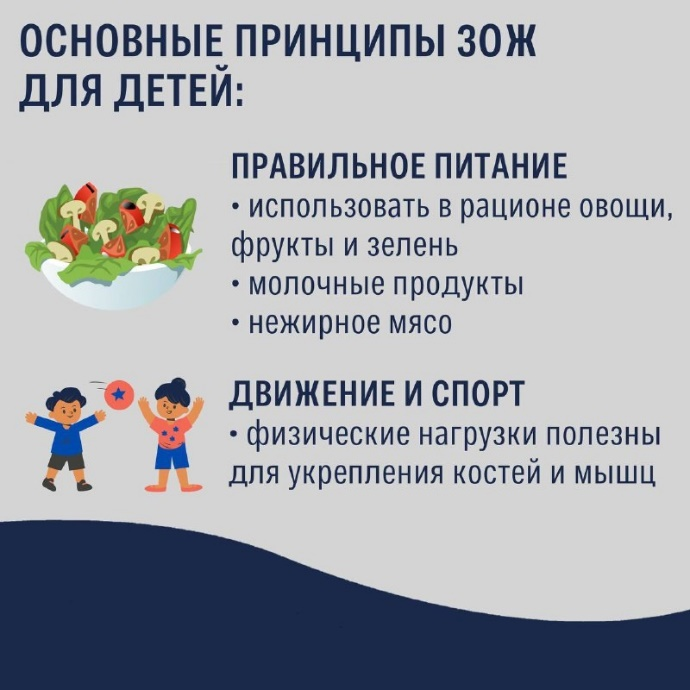 ОСНОВНЫЕ ПРИНЦИПЫ ЗОЖ
ДЛЯ ДЕТЕЙ:
ПРАВИЛЬНОЕ ПИТАНИЕ
• использовать в рационе овощи,
фрукты и зелень
• молочные продукты
• нежирное мясо
ДВИЖЕНИЕ И СПОРТ
• физические нагрузки полезны
для укрепления костей и мышц